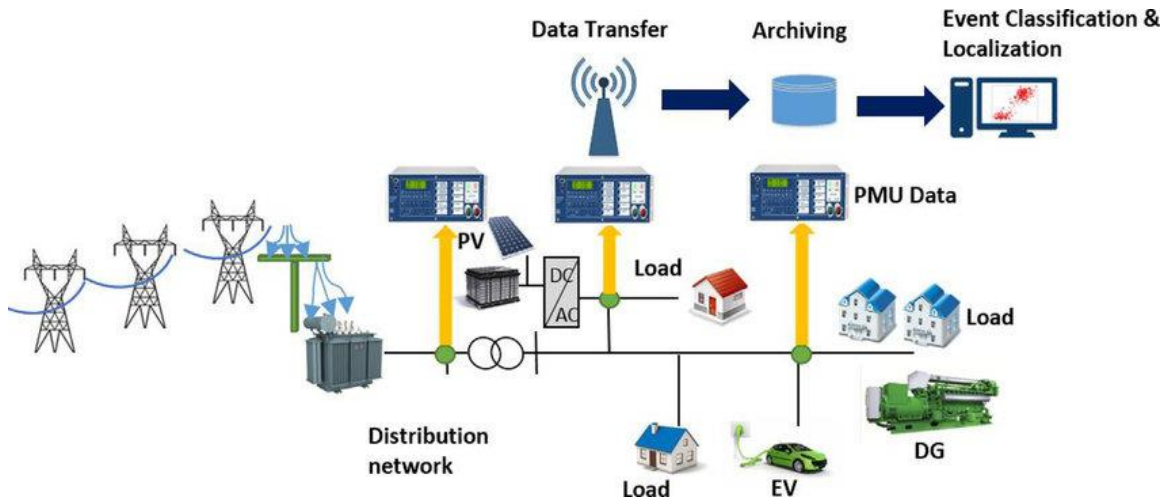 Data Transfer
Archiving
Event Classification &
Localization
PMU Data
PV
DC
AC
Load
Load
Distribution
network
Load
EV
DG